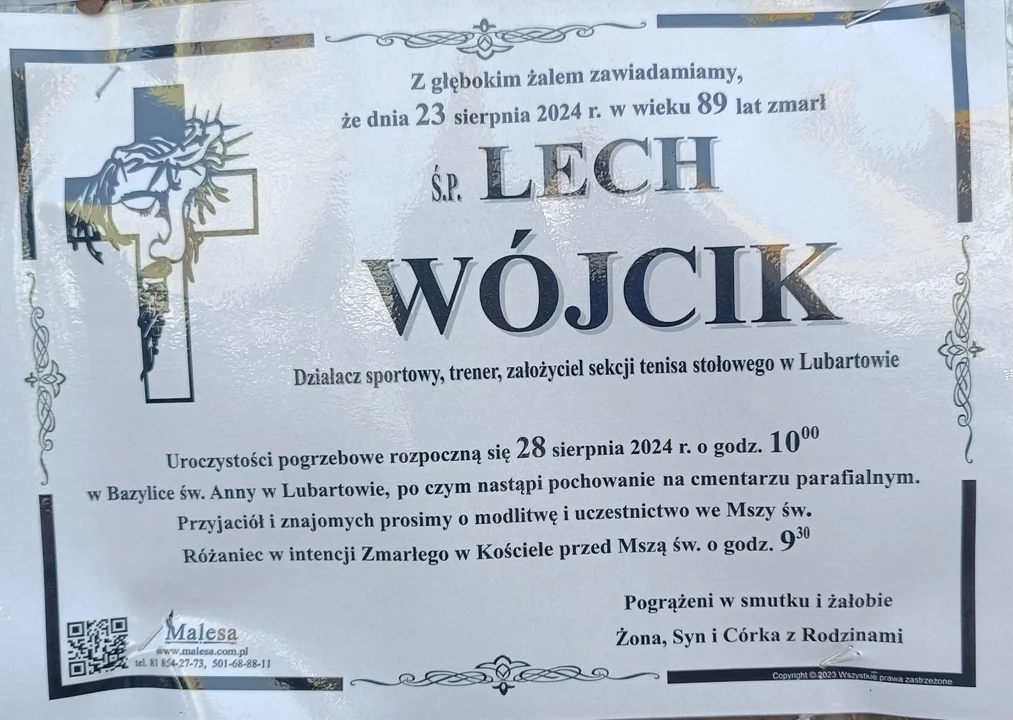 Z głębokim żalem zawiadamiamy,
że dnia 23 sierpnia 2024 r. w wieku 89 lat zmarł
Ś.P. LECH
WÓJCIK
Działacz sportowy, trener, założyciel sekcji tenisa stołowego w Lubartowie
Uroczystości pogrzebowe rozpoczną się 28 sierpnia 2024 r. o godz. 10⁰⁰
w Bazylice św. Anny w Lubartowie, po czym nastąpi pochowanie na cmentarzu parafialnym.
Przyjaciół i znajomych prosimy o modlitwę i uczestnictwo we Mszy św.
Różaniec w intencji Zmarłego w Kościele przed Mszą św. o godz. 9³⁰
Pogrążeni w smutku i żałobie
Żona, Syn i Córka z Rodzinami
Malesa
www.malesa.com.pl
tel. 81 854-27-73, 501-68-88-11
Copyright © 2023 Wszystkie prawa zastrzeżone